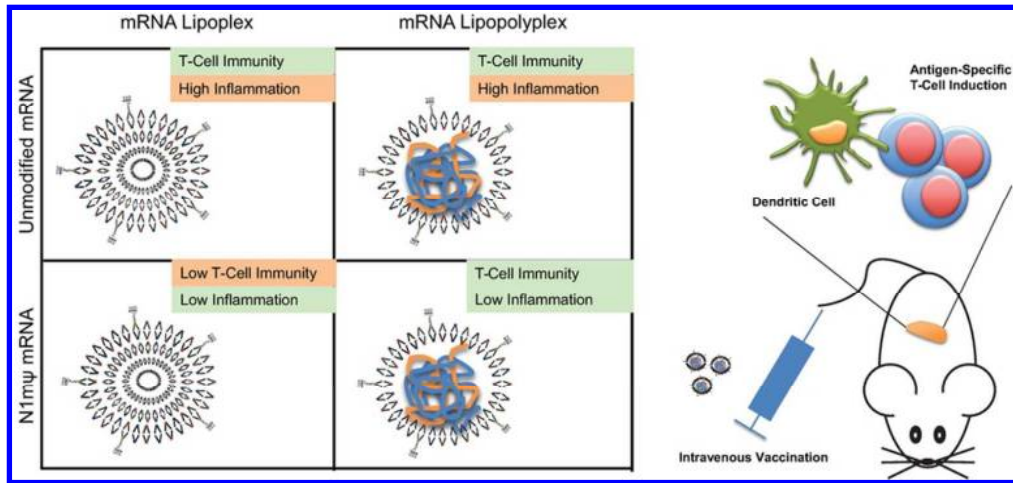 mRNA Lipoplex
mRNA Lipopolyplex
Unmodified mRNA
T-Cell Immunity
High Inflammation
T-Cell Immunity
High Inflammation
N1mψ mRNA
Low T-Cell Immunity
Low Inflammation
T-Cell Immunity
Low Inflammation
Antigen-Specific
T-Cell Induction
Dendritic Cell
Intravenous Vaccination